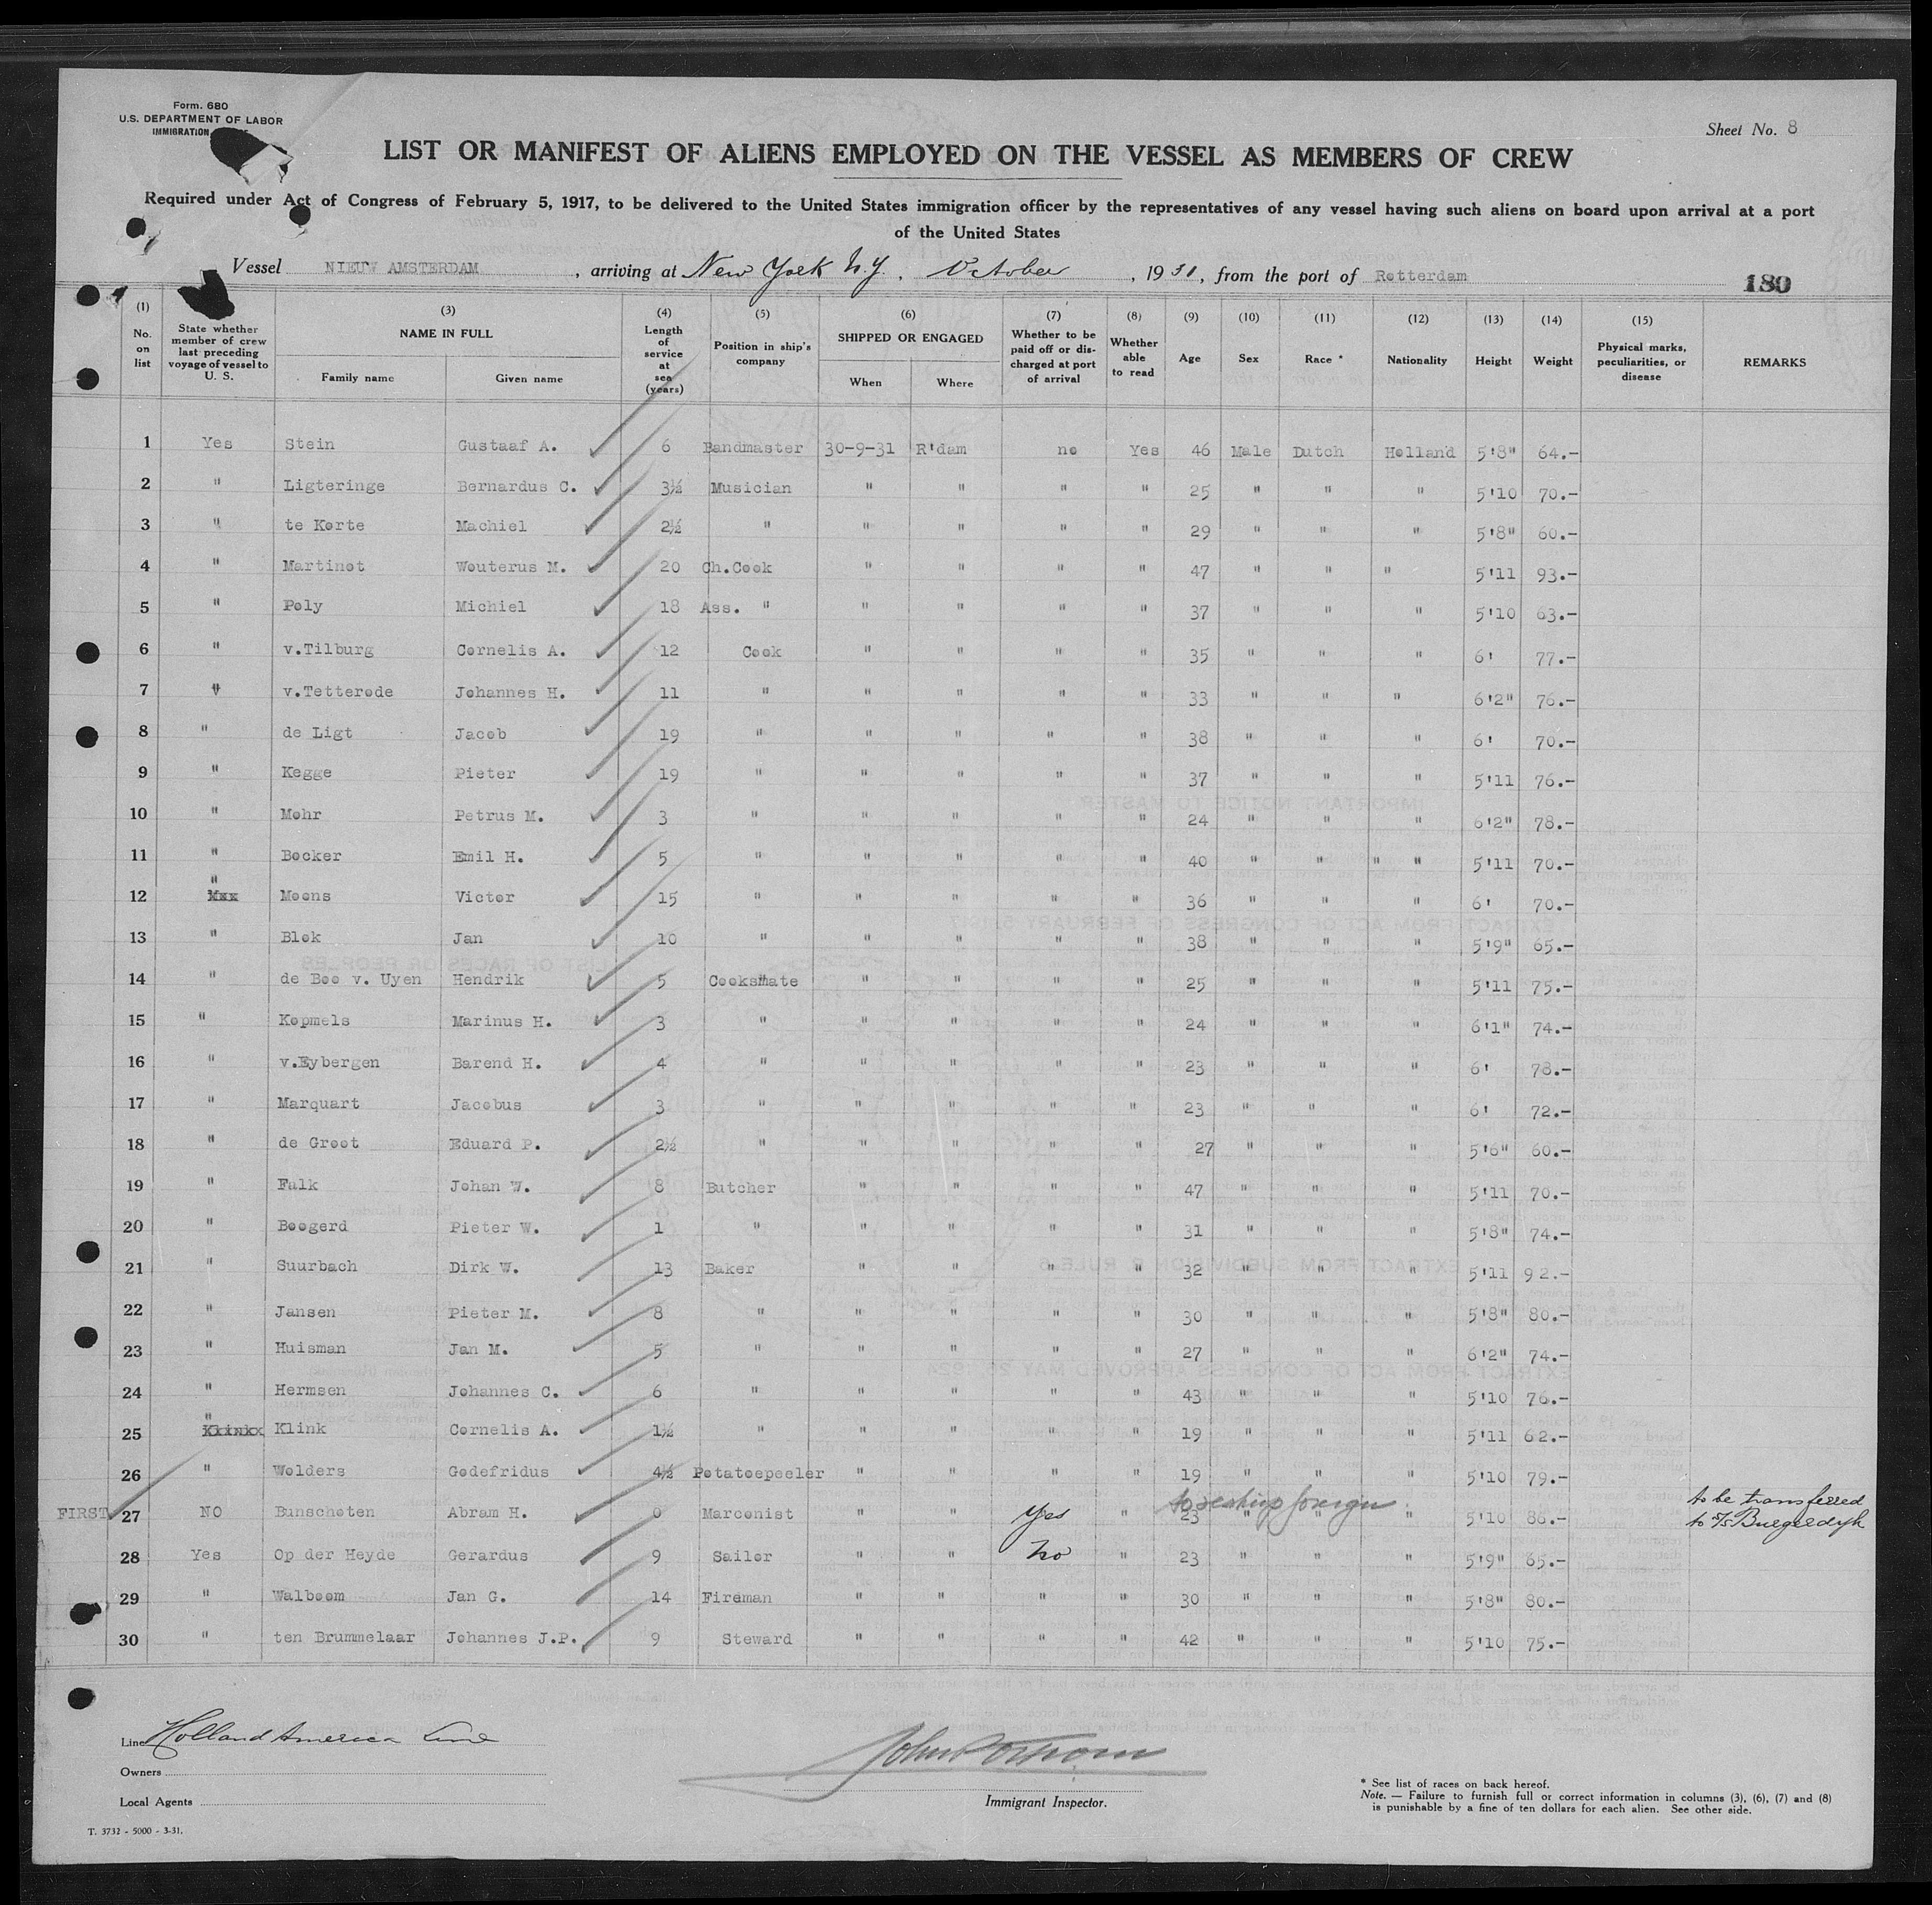 Form. 680
U.S. DEPARTMENT OF LABOR
IMMIGRATION
Sheet No. 8
LIST OR MANIFEST OF ALIENS EMPLOYED ON THE VESSEL AS MEMBERS OF CREW
Required under Act of Congress of February 5, 1917, to be delivered to the United States immigration officer by the representatives of any vessel having such aliens on board upon arrival at a port
of the United States
Vessel NIEUW AMSTERDAM, arriving at New York N.Y., October, 1931, from the port of Rotterdam
180
(1) No. on list (2) State whether member of crew last preceding voyage of vessel to U. S. (3) NAME IN FULL Family name Given name (4) Length of service at sea (years) (5) Position in ship's company (6) SHIPPED OR ENGAGED When Where (7) Whether to be paid off or discharged at port of arrival (8) Whether able to read (9) Age (10) Sex (11) Race * (12) Nationality (13) Height (14) Weight (15) Physical marks, peculiarities, or disease REMARKS
1 Yes Stein Gustaaf A. 6 Bandmaster 30-9-31 R'dam no Yes 46 Male Dutch Holland 5'8" 64.-
2 " Ligteringe Bernardus C. 3½ Musician " " " " 25 " " " 5'10 70.-
3 " te Korte Machiel 2½ " " " " " 29 " " " 5'8" 60.-
4 " Martinot Wouterus M. 20 Ch.Cook " " " " 47 " " " 5'11 93.-
5 " Poly Michiel 18 Ass. " " " " " 37 " " " 5'10 63.-
6 " v.Tilburg Cornelis A. 12 Cook " " " " 35 " " " 6' 77.-
7 " v.Tetterode Johannes H. 11 " " " " " 33 " " " 6'2" 76.-
8 " de Ligt Jacob 19 " " " " " 38 " " " 6' 70.-
9 " Kegge Pieter 19 " " " " " 37 " " " 5'11 76.-
10 " Mohr Petrus M. 3 " " " " " 24 " " " 6'2" 78.-
11 " Bocker Emil H. 5 " " " " " 40 " " " " 5'11 70.-
12 " Moons Victor 15 " " " " " 36 " " " 6' 70.-
13 " Blok Jan 10 " " " " " 38 " " " 5'9" 65.-
14 " de Boo v. Uyen Hendrik 5 Cooksmate " " " " 25 " " " 5'11 75.-
15 " Kopmels Marinus H. 3 " " " " " 24 " " " 6'1" 74.-
16 " v.Eybergen Barend H. 4 " " " " " 23 " " " 6' 78.-
17 " Marquart Jacobus 3 " " " " " 23 " " " 6' 72.-
18 " de Groot Eduard P. 2½ " " " " " 27 " " " 5'6" 60.-
19 " Falk Johan W. 8 Butcher " " " " 47 " " " 5'11 70.-
20 " Boogerd Pieter W. 1 " " " " " 31 " " " 5'8" 74.-
21 " Suurbach Dirk W. 13 Baker " " " " 32 " " " 5'11 92.-
22 " Jansen Pieter M. 8 " " " " " 30 " " " 5'8" 80.-
23 " Huisman Jan M. 5 " " " " " 27 " " " 6'2" 74.-
24 " Hermsen Johannes C. 6 " " " " " 43 " " " 5'10 76.-
25 " Klink Cornelis A. 1½ " " " " " 19 " " " 5'11 62.-
26 " Wolders Godefridus 4½ Potatoepeeler " " " " 19 " " " 5'10 79.-
to reship foreign
FIRST 27 NO Bunschoten Abram H. 0 Marconist " " Yes " 23 " " " 5'10 86.- to be transferred to s/s Burgerdyk
28 Yes Op der Heyde Gerardus 9 Sailor " " no " 23 " " " 5'9" 65.-
29 " Walboom Jan G. 14 Fireman " " " " 30 " " " 5'8" 80.-
30 " ten Brummelaar Johannes J.P. 9 Steward " " " " 42 " " " 5'10 75.-
Line Holland America Line
Owners
Local Agents
T. 3732 - 5000 - 3-31.
Immigrant Inspector.
* See list of races on back hereof.
Note. — Failure to furnish full or correct information in columns (3), (6), (7) and (8)
is punishable by a fine of ten dollars for each alien. See other side.